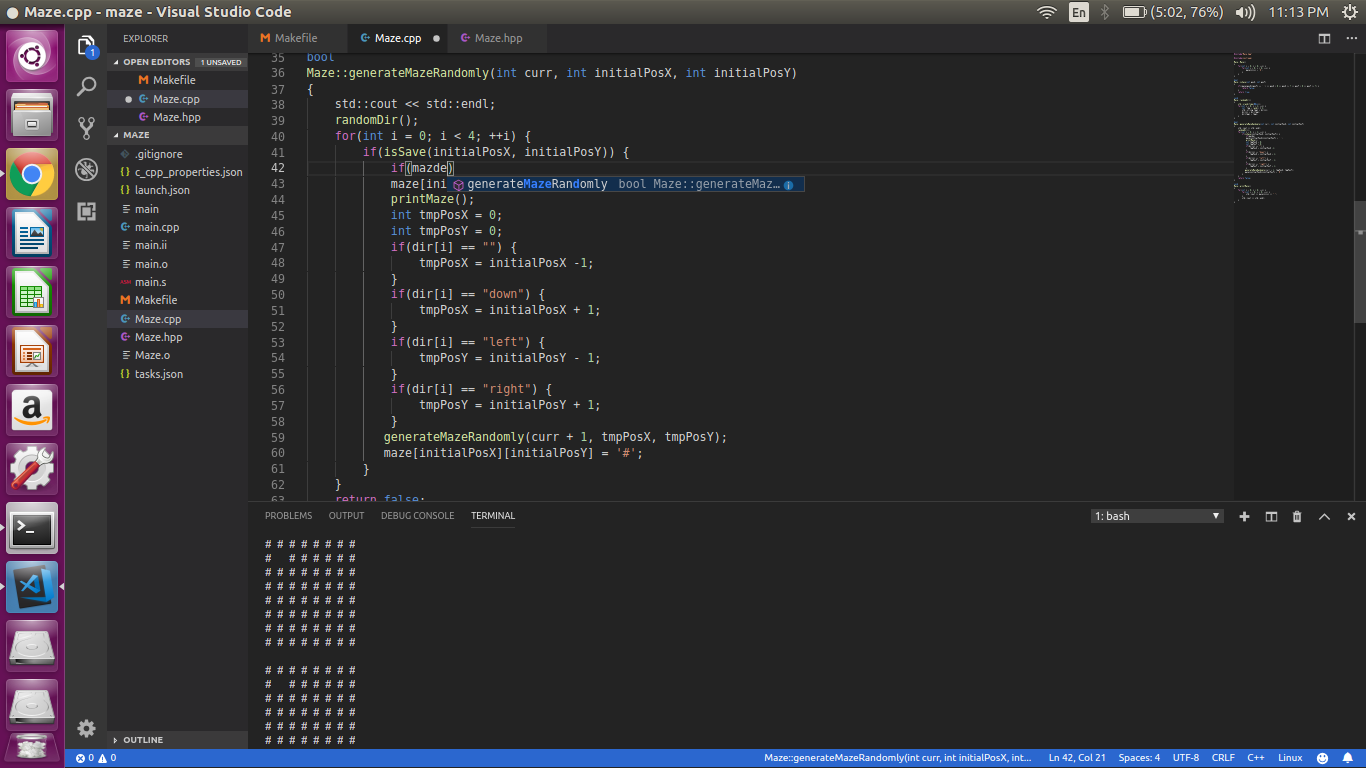 Maze.cpp - maze - Visual Studio Code
En
(5:02, 76%)
11:13 PM
EXPLORER
OPEN EDITORS 1 UNSAVED
Makefile
Maze.cpp
Maze.hpp
MAZE
.gitignore
c_cpp_properties.json
launch.json
main
main.cpp
main.ii
main.o
main.s
Makefile
Maze.cpp
Maze.hpp
Maze.o
tasks.json
OUTLINE
1
Makefile
Maze.cpp
Maze.hpp
35 bool
36 Maze::generateMazeRandomly(int curr, int initialPosX, int initialPosY)
37 {
38     std::cout << std::endl;
39     randomDir();
40     for(int i = 0; i < 4; ++i) {
41         if(isSave(initialPosX, initialPosY)) {
42             if(mazde)
43             maze[ini
generateMazeRandomly bool Maze::generateMaz…
44             printMaze();
45             int tmpPosX = 0;
46             int tmpPosY = 0;
47             if(dir[i] == "") {
48                 tmpPosX = initialPosX -1;
49             }
50             if(dir[i] == "down") {
51                 tmpPosX = initialPosX + 1;
52             }
53             if(dir[i] == "left") {
54                 tmpPosY = initialPosY - 1;
55             }
56             if(dir[i] == "right") {
57                 tmpPosY = initialPosY + 1;
58             }
59            generateMazeRandomly(curr + 1, tmpPosX, tmpPosY);
60            maze[initialPosX][initialPosY] = '#';
61         }
62     }
63     return false;
PROBLEMS OUTPUT DEBUG CONSOLE TERMINAL
1: bash
# # # # # # # #
#   # # # # # #
# # # # # # # #
# # # # # # # #
# # # # # # # #
# # # # # # # #
# # # # # # # #
# # # # # # # #
# # # # # # # #
#   # # # # # #
# # # # # # # #
# # # # # # # #
# # # # # # # #
# # # # # # # #
0 0
Maze::generateMazeRandomly(int curr, int initialPosX, int...
Ln 42, Col 21
Spaces: 4
UTF-8
CRLF
C++
Linux